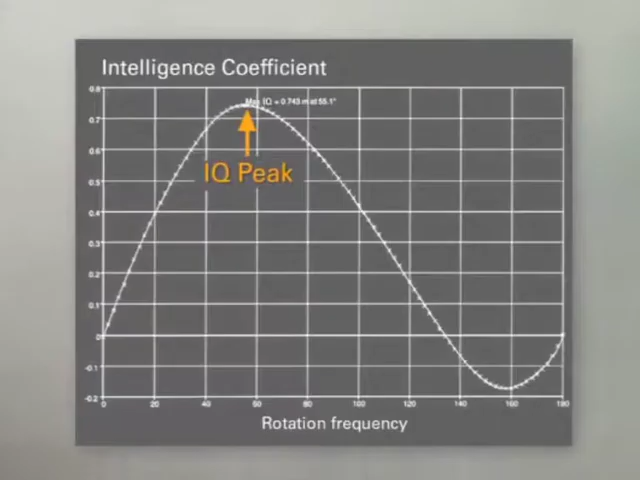 Intelligence Coefficient
0.8
Max IQ = 0.743 m at 55.1°
0.7
0.6
IQ Peak
0.5
0.4
0.3
0.2
0.1
0
-0.1
-0.2
0 20 40 60 80 100 120 140 160 180
Rotation frequency